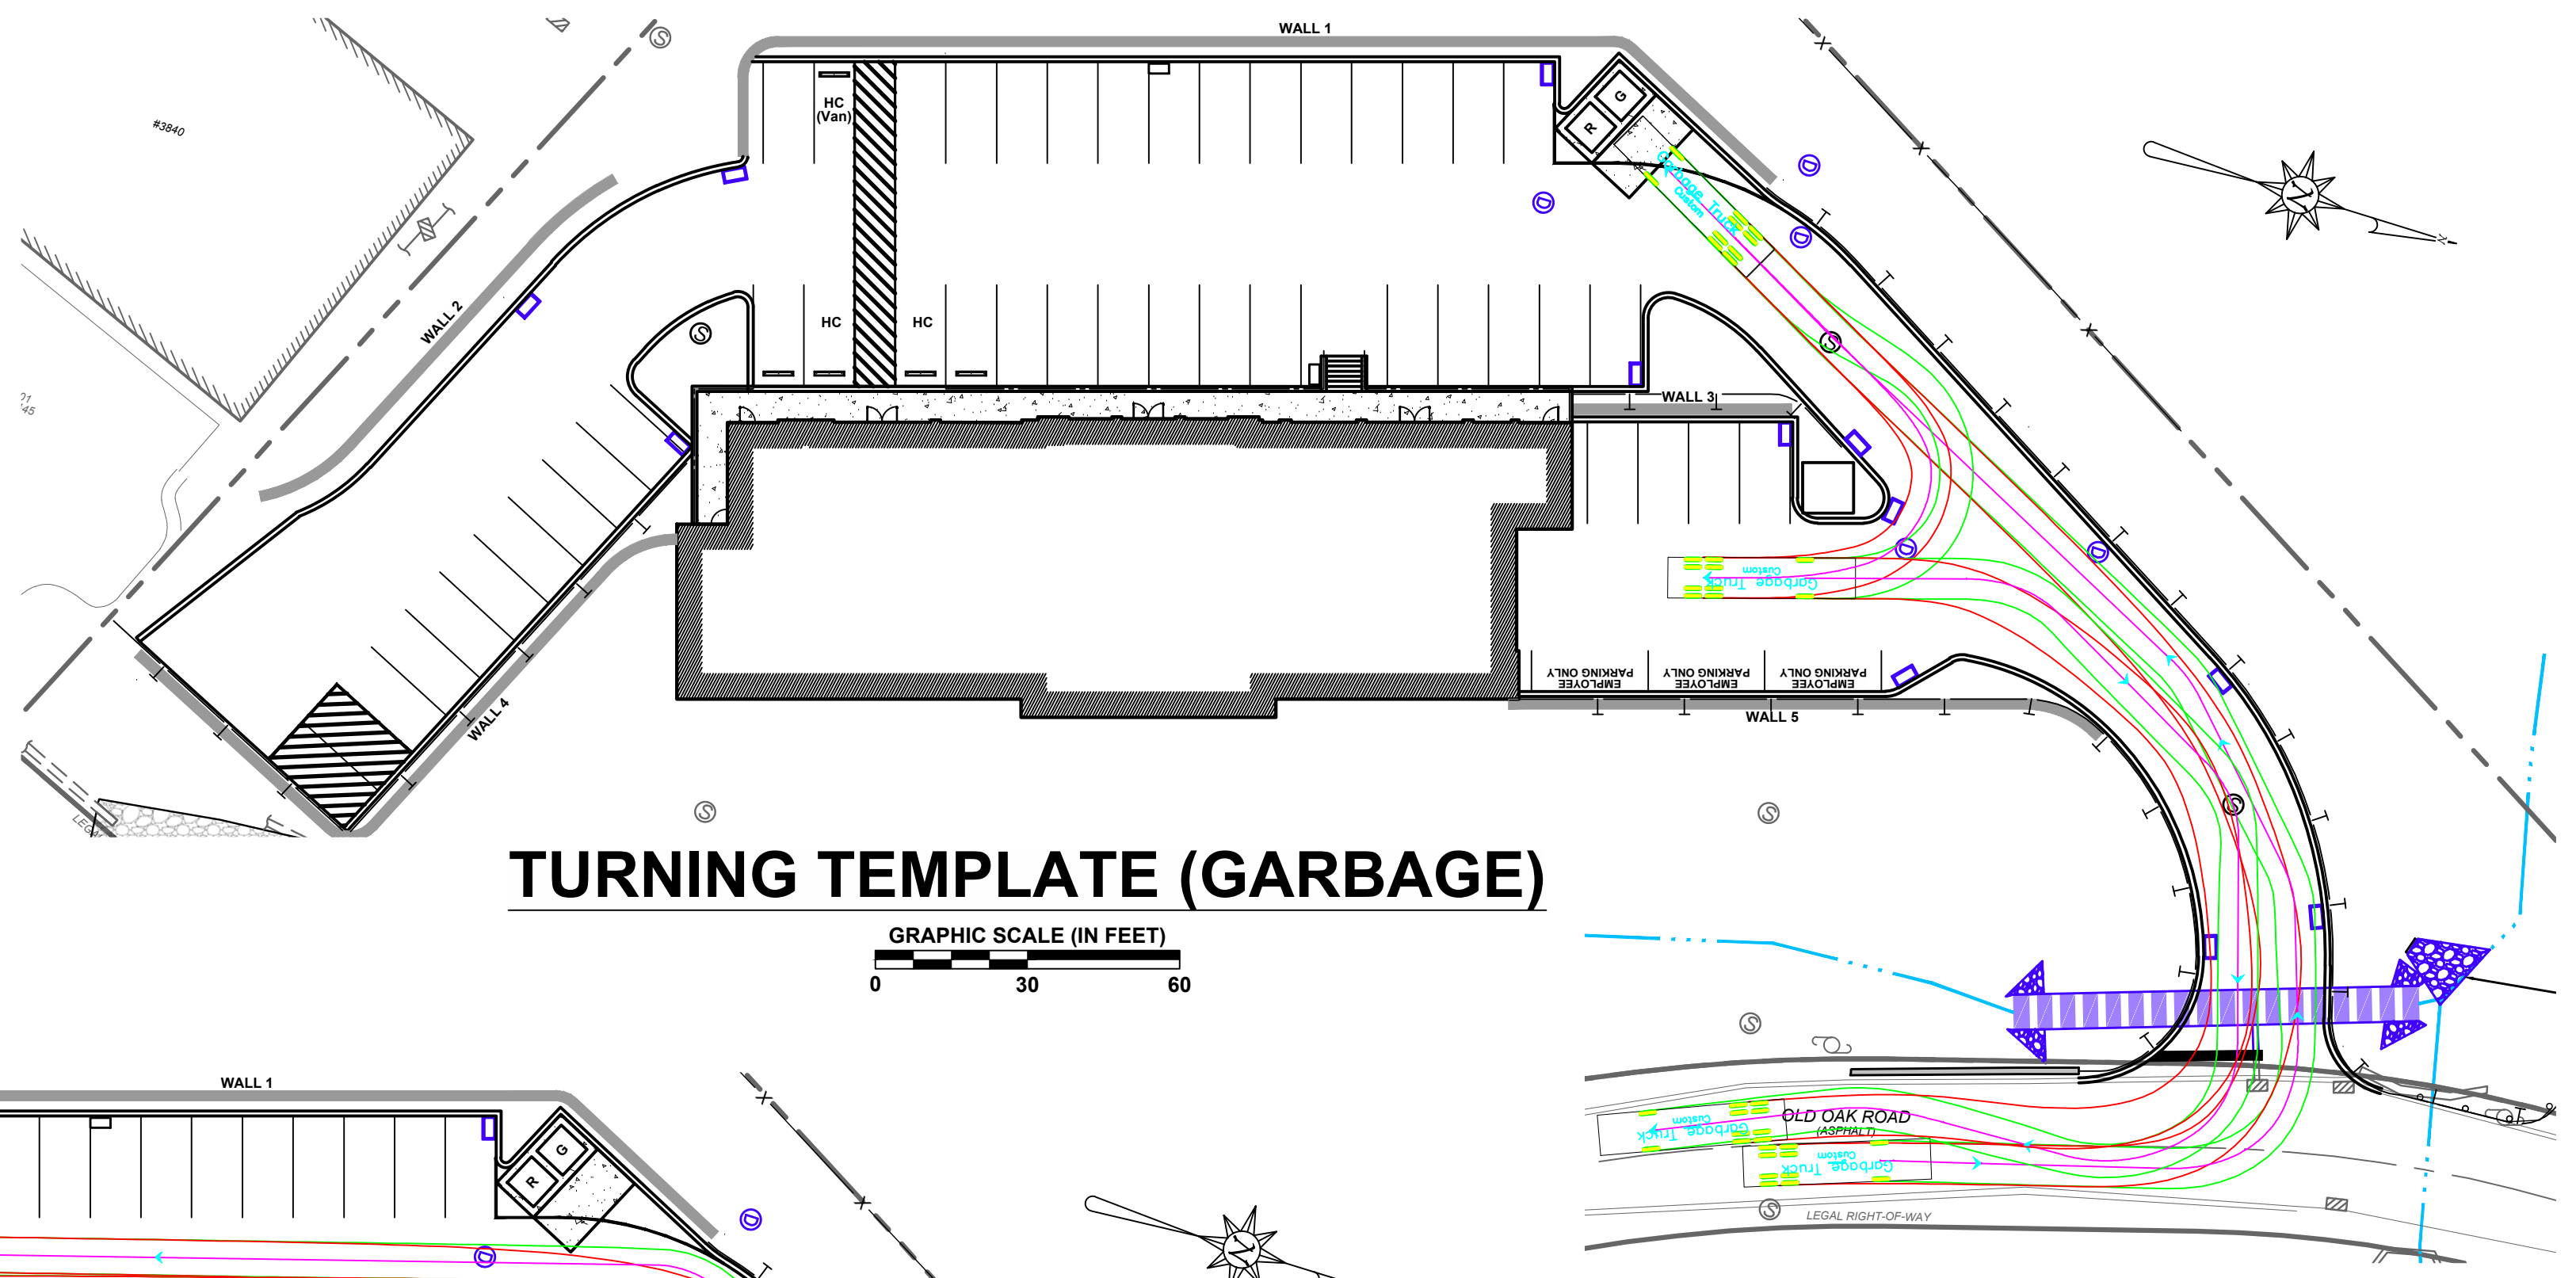 WALL 1
#3840
HC
(Van)
G
R
D
S
D
D
Garbage Truck
Custom
N
WALL 2
HC
HC
S
S
WALL 3
D
D
Garbage Truck
Custom
EMPLOYEE
PARKING ONLY
EMPLOYEE
PARKING ONLY
EMPLOYEE
PARKING ONLY
WALL 4
WALL 5
S
S
S
TURNING TEMPLATE (GARBAGE)
GRAPHIC SCALE (IN FEET)
0 30 60
S
OLD OAK ROAD
(ASPHALT)
Garbage Truck
Custom
Garbage Truck
Custom
S
LEGAL RIGHT-OF-WAY
WALL 1
G
R
D
D
N